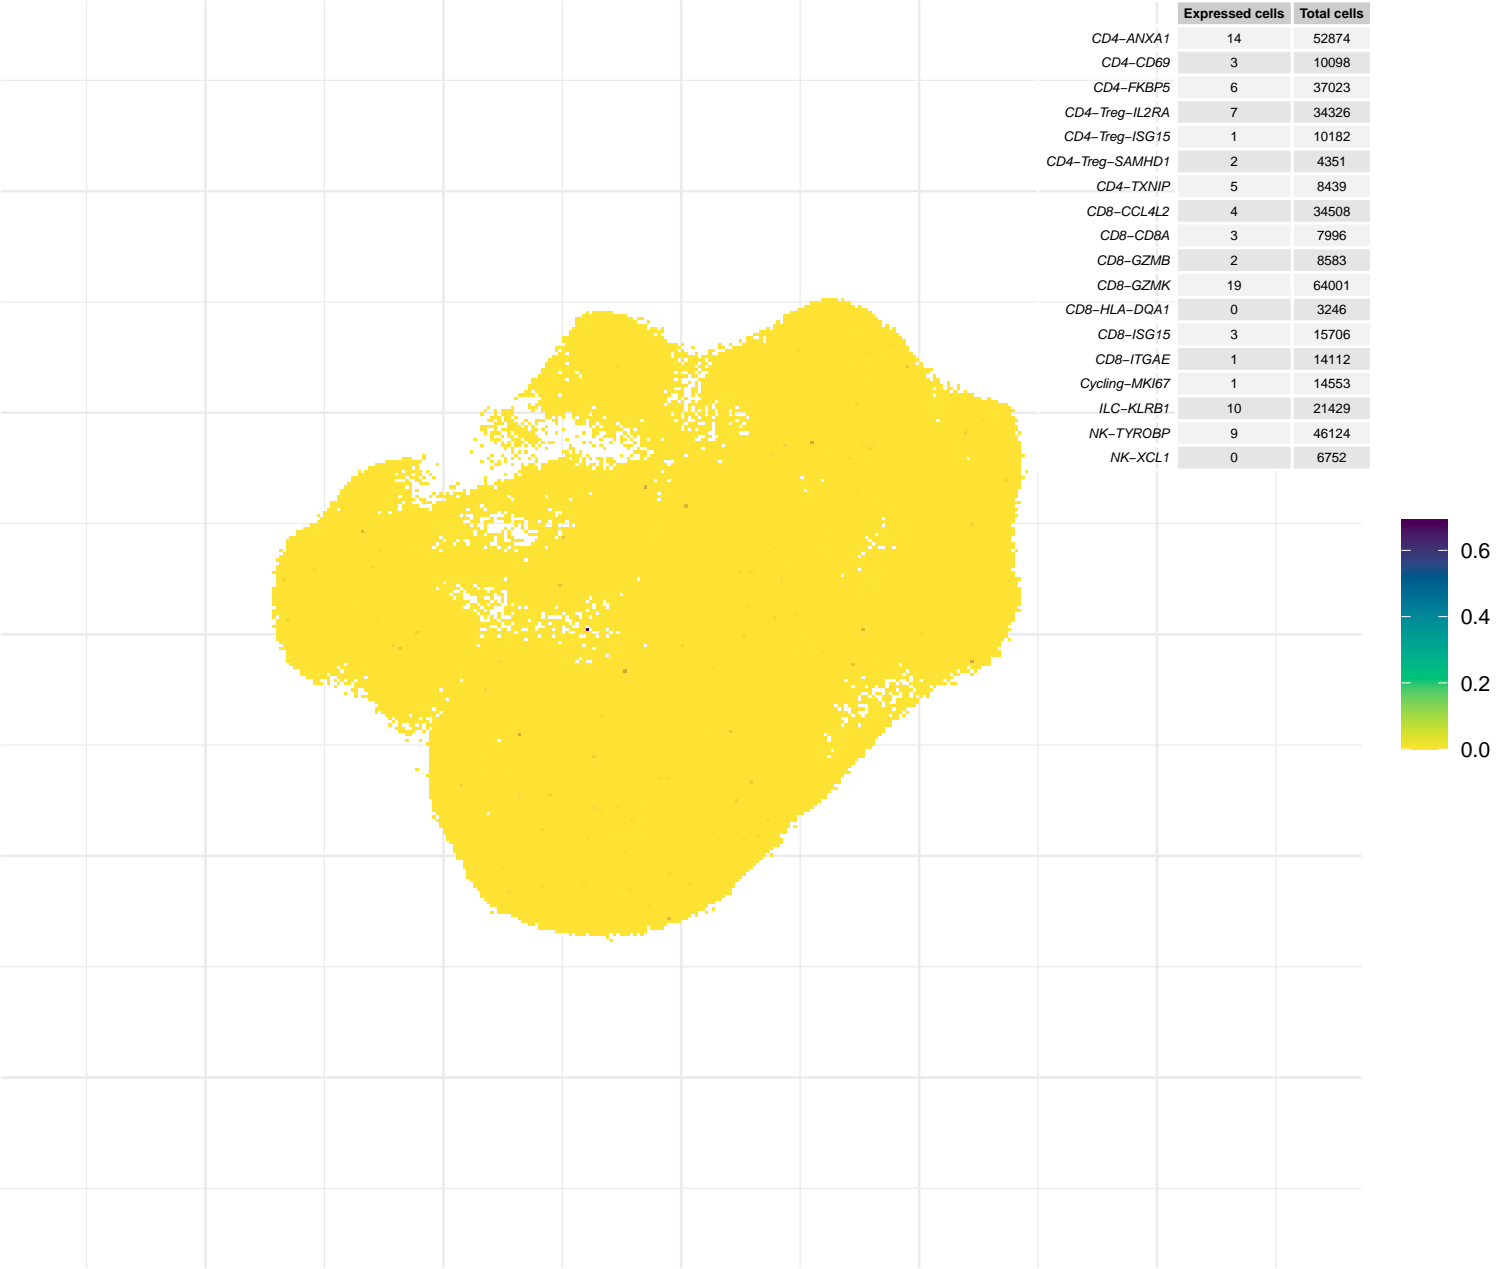 Expressed cells Total cells
CD4−ANXA1 14 52874
CD4−CD69 3 10098
CD4−FKBP5 6 37023
CD4−Treg−IL2RA 7 34326
CD4−Treg−ISG15 1 10182
CD4−Treg−SAMHD1 2 4351
CD4−TXNIP 5 8439
CD8−CCL4L2 4 34508
CD8−CD8A 3 7996
CD8−GZMB 2 8583
CD8−GZMK 19 64001
CD8−HLA−DQA1 0 3246
CD8−ISG15 3 15706
CD8−ITGAE 1 14112
Cycling−MKI67 1 14553
ILC−KLRB1 10 21429
NK−TYROBP 9 46124
NK−XCL1 0 6752
0.6
0.4
0.2
0.0